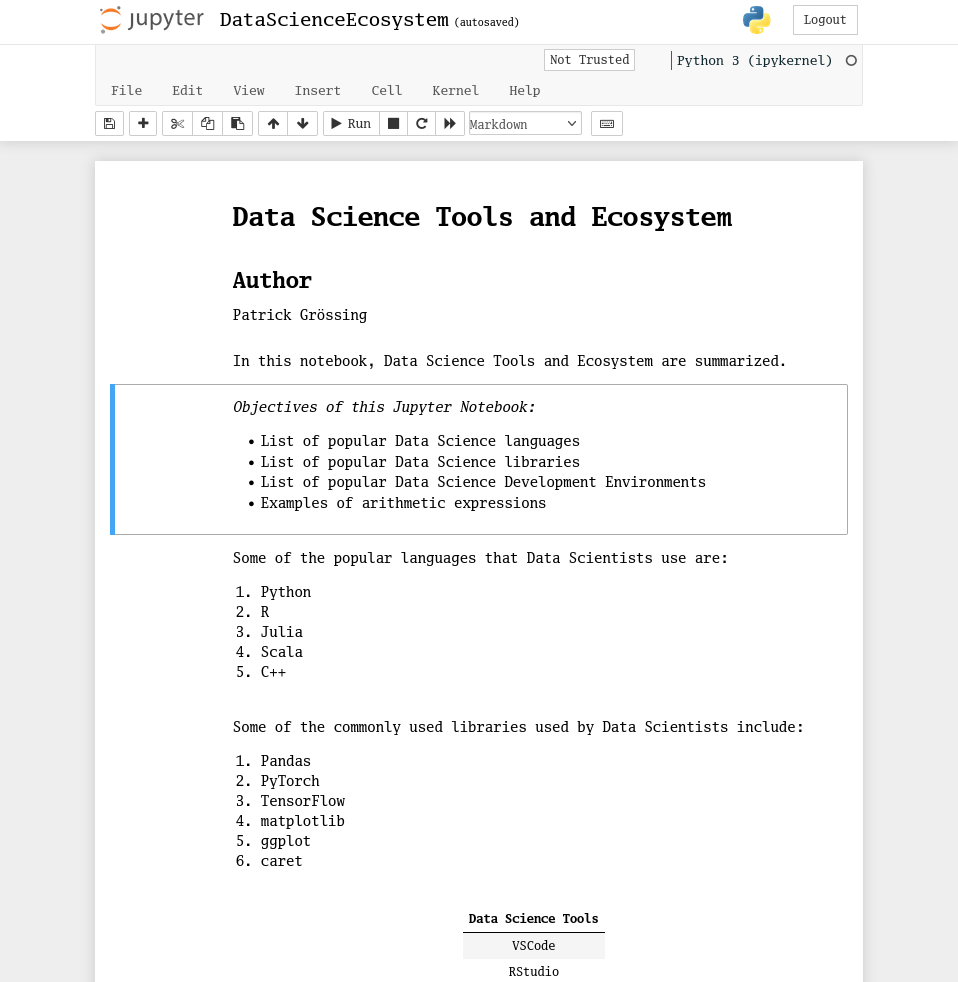 jupyter DataScienceEcosystem (autosaved) Logout
Not Trusted Python 3 (ipykernel)
File Edit View Insert Cell Kernel Help
Run Markdown
Data Science Tools and Ecosystem
Author
Patrick Grössing
In this notebook, Data Science Tools and Ecosystem are summarized.
Objectives of this Jupyter Notebook:
• List of popular Data Science languages
• List of popular Data Science libraries
• List of popular Data Science Development Environments
• Examples of arithmetic expressions
Some of the popular languages that Data Scientists use are:
1. Python
2. R
3. Julia
4. Scala
5. C++
Some of the commonly used libraries used by Data Scientists include:
1. Pandas
2. PyTorch
3. TensorFlow
4. matplotlib
5. ggplot
6. caret
Data Science Tools
VSCode
RStudio